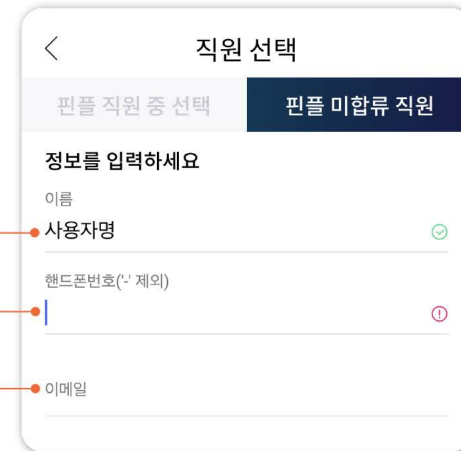 직원 선택
핀플 직원 중 선택
핀플 미합류 직원
정보를 입력하세요
이름
사용자명
핸드폰번호('-' 제외)
이메일